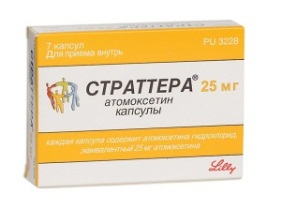 7 капсул
Для приема внутрь
PU 3228
СТРАТТЕРА® 25 мг
атомоксетин
капсулы
каждая капсула содержит атомоксетина гидрохлорид,
эквивалентный 25 мг атомоксетина
Lilly